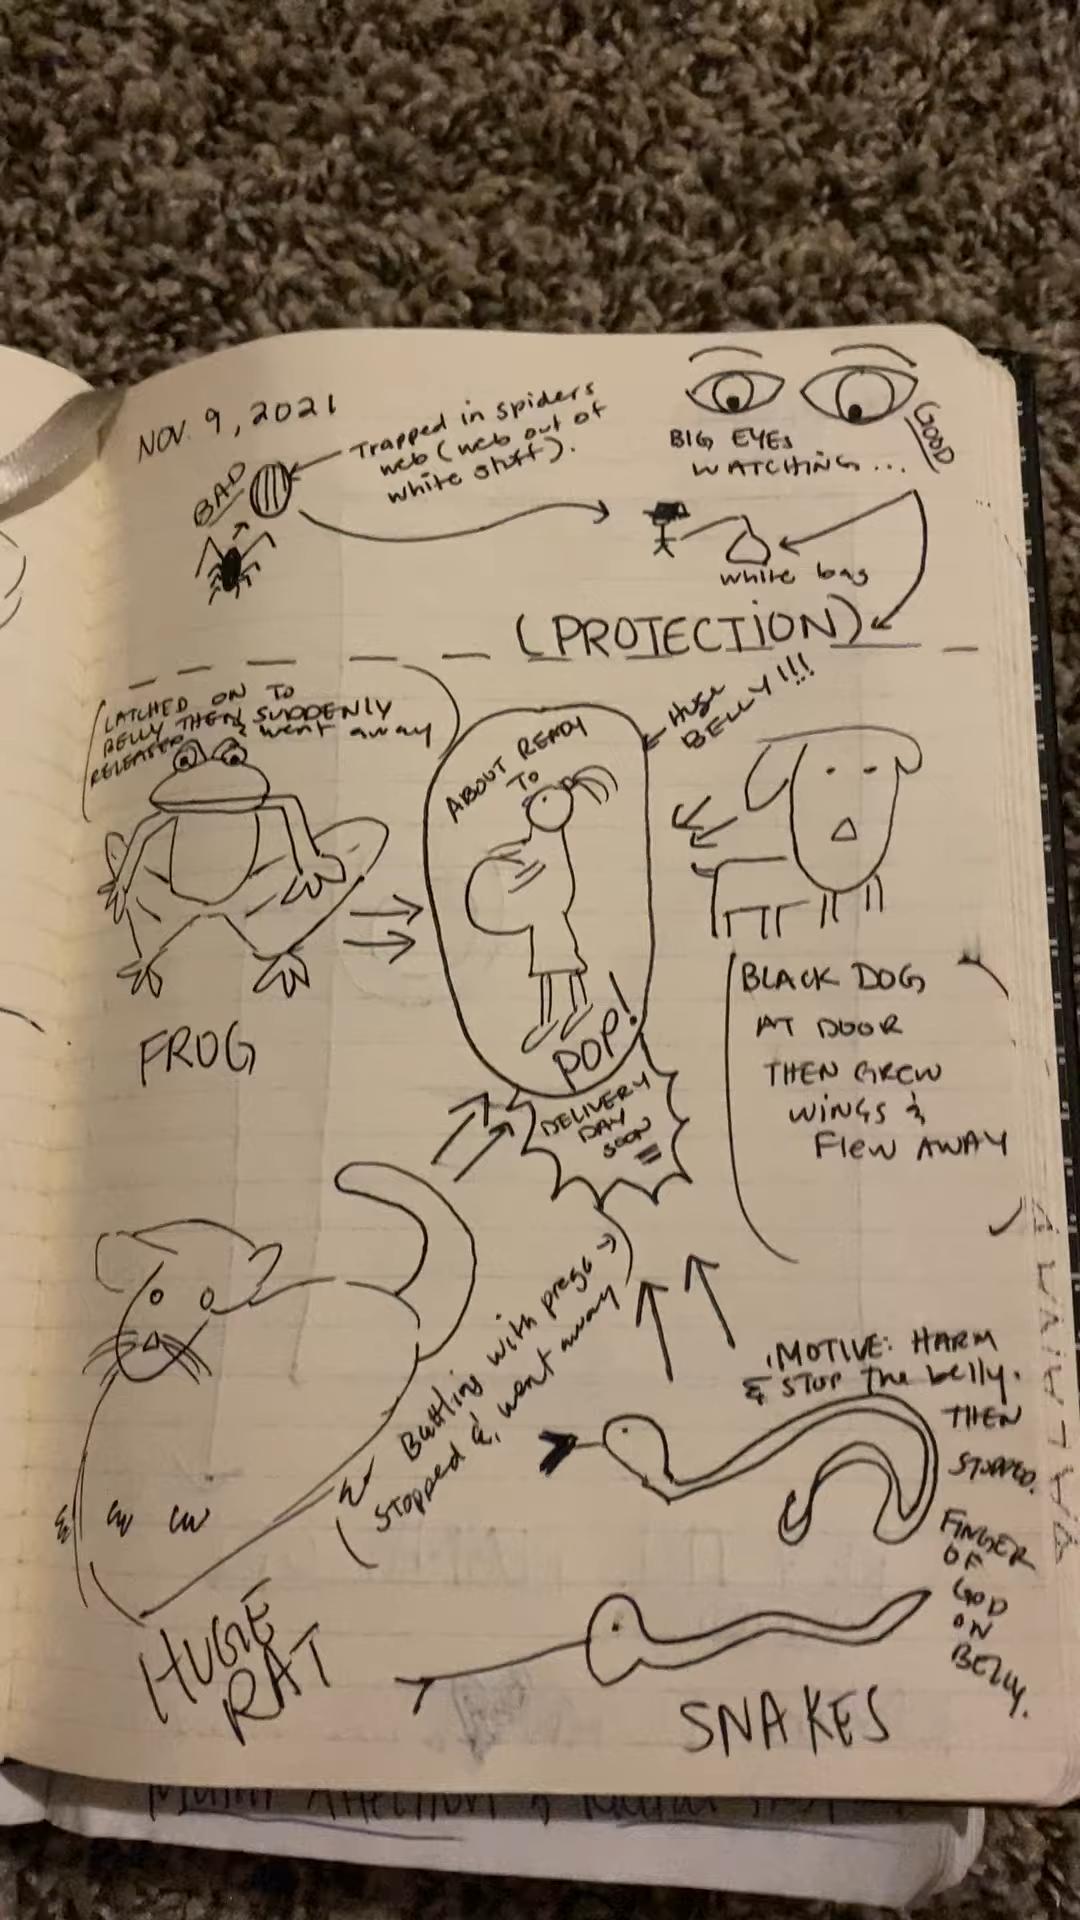 NOV. 9, 2021
BAD
Trapped in spiders
web (web out of
white stuff).
BIG EYES
WATCHING...
GOOD
white bag
(PROTECTION)
LATCHED ON TO
BELLY THEN SUDDENLY
RELEASED & went away
FROG
ABOUT READY
TO
POP!
HUGE
BELLY!!!
DELIVERY
DAY
SOON
BLACK DOG
AT DOOR
THEN GREW
WINGS &
FLEW AWAY
Battling with prego
stopped & went away
HUGE
RAT
MOTIVE: HARM
& STOP The belly.
THEN
STOPPED.
FINGER
OF
GOD
ON
BELLY.
SNAKES